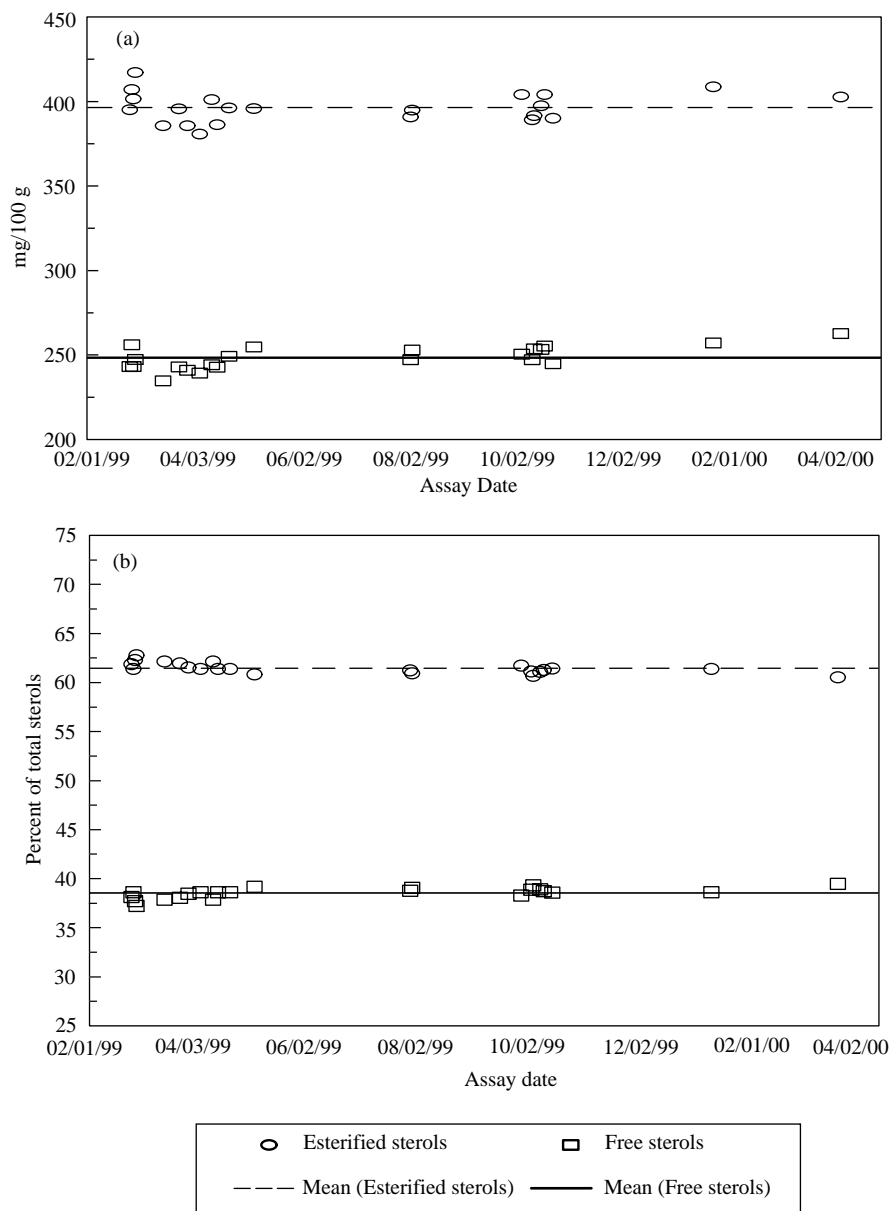 (a)
450
400
350
300
250
200
mg/100 g
02/01/99 04/03/99 06/02/99 08/02/99 10/02/99 12/02/99 02/01/00 04/02/00
Assay Date
(b)
75
70
65
60
55
50
45
40
35
30
25
Percent of total sterols
02/01/99 04/03/99 06/02/99 08/02/99 10/02/99 12/02/99 02/01/00 04/02/00
Assay date
Esterified sterols Free sterols
Mean (Esterified sterols) Mean (Free sterols)